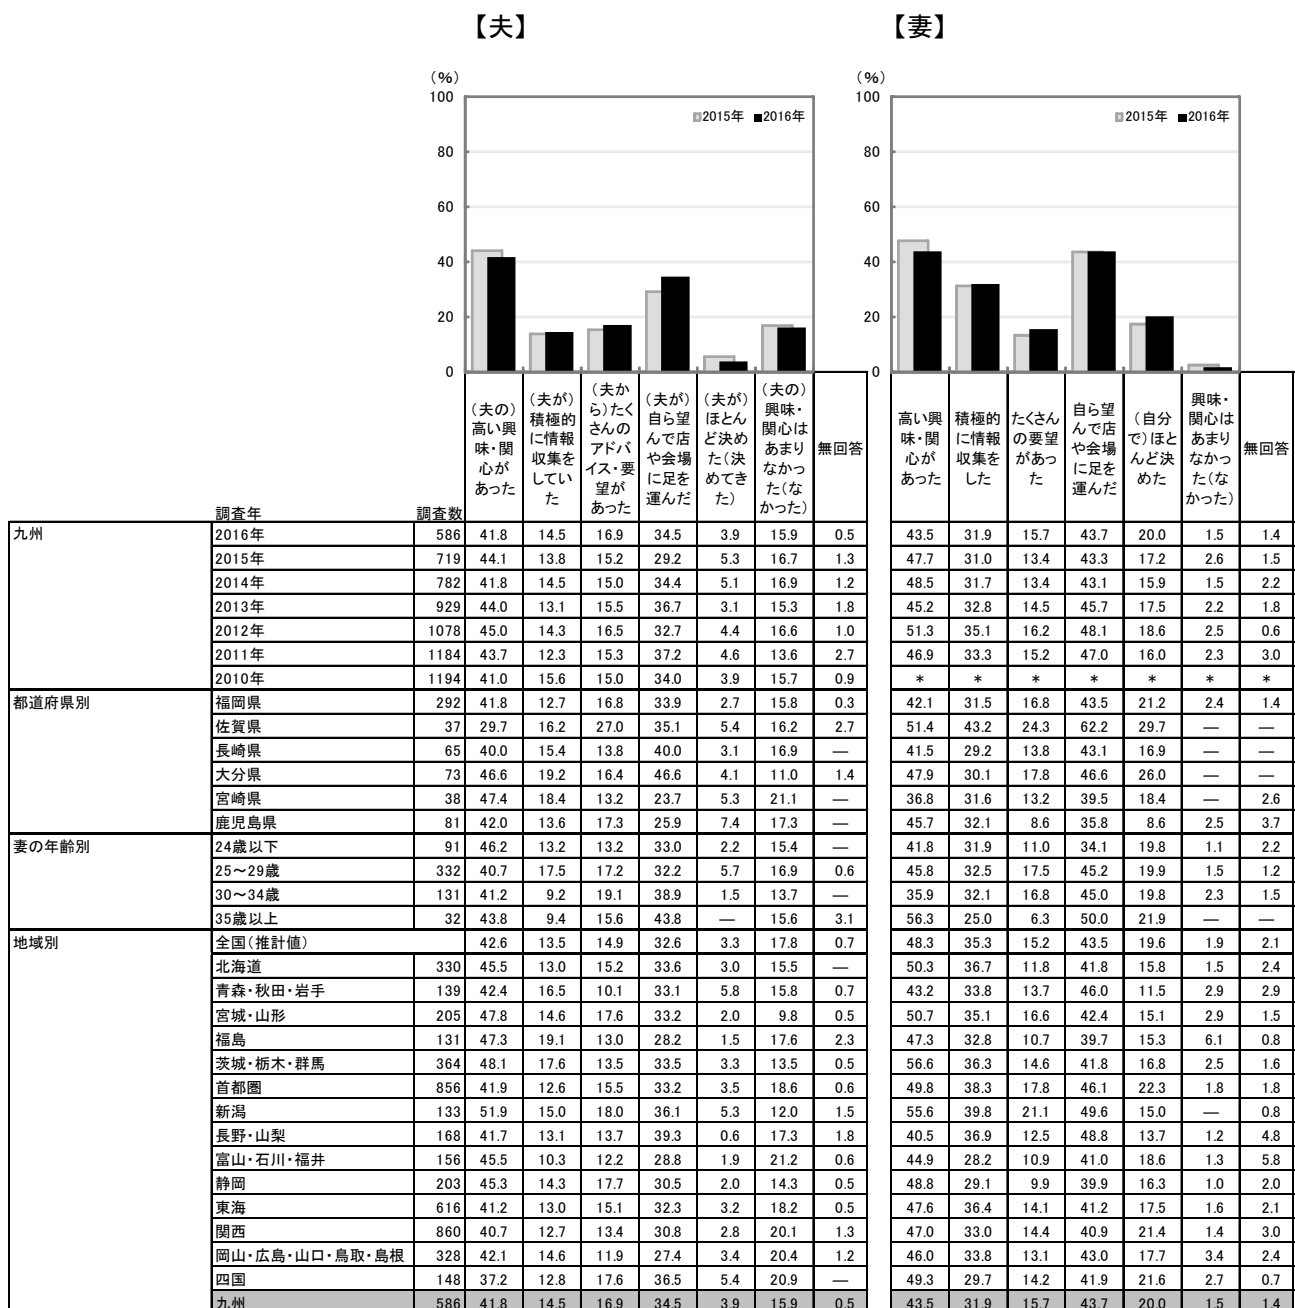 【夫】 【妻】
(%) (%)
100 100
2015年 2016年 2015年 2016年
80 80
60 60
40 40
20 20
0 0
(夫の)高い興味・関心があった (夫が)積極的に情報収集をしていた (夫から)たくさんのアドバイス・要望があった (夫が)自ら望んで店や会場に足を運んだ (夫が)ほとんど決めた(決めてきた) (夫の)興味・関心はあまりなかった(なかった) 無回答 高い興味・関心があった 積極的に情報収集をした たくさんの要望があった 自ら望んで店や会場に足を運んだ (自分で)ほとんど決めた 興味・関心はあまりなかった(なかった) 無回答
調査年 調査数
九州 2016年 586 41.8 14.5 16.9 34.5 3.9 15.9 0.5 43.5 31.9 15.7 43.7 20.0 1.5 1.4
2015年 719 44.1 13.8 15.2 29.2 5.3 16.7 1.3 47.7 31.0 13.4 43.3 17.2 2.6 1.5
2014年 782 41.8 14.5 15.0 34.4 5.1 16.9 1.2 48.5 31.7 13.4 43.1 15.9 1.5 2.2
2013年 929 44.0 13.1 15.5 36.7 3.1 15.3 1.8 45.2 32.8 14.5 45.7 17.5 2.2 1.8
2012年 1078 45.0 14.3 16.5 32.7 4.4 16.6 1.0 51.3 35.1 16.2 48.1 18.6 2.5 0.6
2011年 1184 43.7 12.3 15.3 37.2 4.6 13.6 2.7 46.9 33.3 15.2 47.0 16.0 2.3 3.0
2010年 1194 41.0 15.6 15.0 34.0 3.9 15.7 0.9 * * * * * * *
都道府県別 福岡県 292 41.8 12.7 16.8 33.9 2.7 15.8 0.3 42.1 31.5 16.8 43.5 21.2 2.4 1.4
佐賀県 37 29.7 16.2 27.0 35.1 5.4 16.2 2.7 51.4 43.2 24.3 62.2 29.7 — —
長崎県 65 40.0 15.4 13.8 40.0 3.1 16.9 — 41.5 29.2 13.8 43.1 16.9 — —
大分県 73 46.6 19.2 16.4 46.6 4.1 11.0 1.4 47.9 30.1 17.8 46.6 26.0 — —
宮崎県 38 47.4 18.4 13.2 23.7 5.3 21.1 — 36.8 31.6 13.2 39.5 18.4 — 2.6
鹿児島県 81 42.0 13.6 17.3 25.9 7.4 17.3 — 45.7 32.1 8.6 35.8 8.6 2.5 3.7
妻の年齢別 24歳以下 91 46.2 13.2 13.2 33.0 2.2 15.4 — 41.8 31.9 11.0 34.1 19.8 1.1 2.2
25～29歳 332 40.7 17.5 17.2 32.2 5.7 16.9 0.6 45.8 32.5 17.5 45.2 19.9 1.5 1.2
30～34歳 131 41.2 9.2 19.1 38.9 1.5 13.7 — 35.9 32.1 16.8 45.0 19.8 2.3 1.5
35歳以上 32 43.8 9.4 15.6 43.8 — 15.6 3.1 56.3 25.0 6.3 50.0 21.9 — —
地域別 全国(推計値) 42.6 13.5 14.9 32.6 3.3 17.8 0.7 48.3 35.3 15.2 43.5 19.6 1.9 2.1
北海道 330 45.5 13.0 15.2 33.6 3.0 15.5 — 50.3 36.7 11.8 41.8 15.8 1.5 2.4
青森・秋田・岩手 139 42.4 16.5 10.1 33.1 5.8 15.8 0.7 43.2 33.8 13.7 46.0 11.5 2.9 2.9
宮城・山形 205 47.8 14.6 17.6 33.2 2.0 9.8 0.5 50.7 35.1 16.6 42.4 15.1 2.9 1.5
福島 131 47.3 19.1 13.0 28.2 1.5 17.6 2.3 47.3 32.8 10.7 39.7 15.3 6.1 0.8
茨城・栃木・群馬 364 48.1 17.6 13.5 33.5 3.3 13.5 0.5 56.6 36.3 14.6 41.8 16.8 2.5 1.6
首都圏 856 41.9 12.6 15.5 33.2 3.5 18.6 0.6 49.8 38.3 17.8 46.1 22.3 1.8 1.8
新潟 133 51.9 15.0 18.0 36.1 5.3 12.0 1.5 55.6 39.8 21.1 49.6 15.0 — 0.8
長野・山梨 168 41.7 13.1 13.7 39.3 0.6 17.3 1.8 40.5 36.9 12.5 48.8 13.7 1.2 4.8
富山・石川・福井 156 45.5 10.3 12.2 28.8 1.9 21.2 0.6 44.9 28.2 10.9 41.0 18.6 1.3 5.8
静岡 203 45.3 14.3 17.7 30.5 2.0 14.3 0.5 48.8 29.1 9.9 39.9 16.3 1.0 2.0
東海 616 41.2 13.0 15.1 32.3 3.2 18.2 0.5 47.6 36.4 14.1 41.2 17.5 1.6 2.1
関西 860 40.7 12.7 13.4 30.8 2.8 20.1 1.3 47.0 33.0 14.4 40.9 21.4 1.4 3.0
岡山・広島・山口・鳥取・島根 328 42.1 14.6 11.9 27.4 3.4 20.4 1.2 46.0 33.8 13.1 43.0 17.7 3.4 2.4
四国 148 37.2 12.8 17.6 36.5 5.4 20.9 — 49.3 29.7 14.2 41.9 21.6 2.7 0.7
九州 586 41.8 14.5 16.9 34.5 3.9 15.9 0.5 43.5 31.9 15.7 43.7 20.0 1.5 1.4